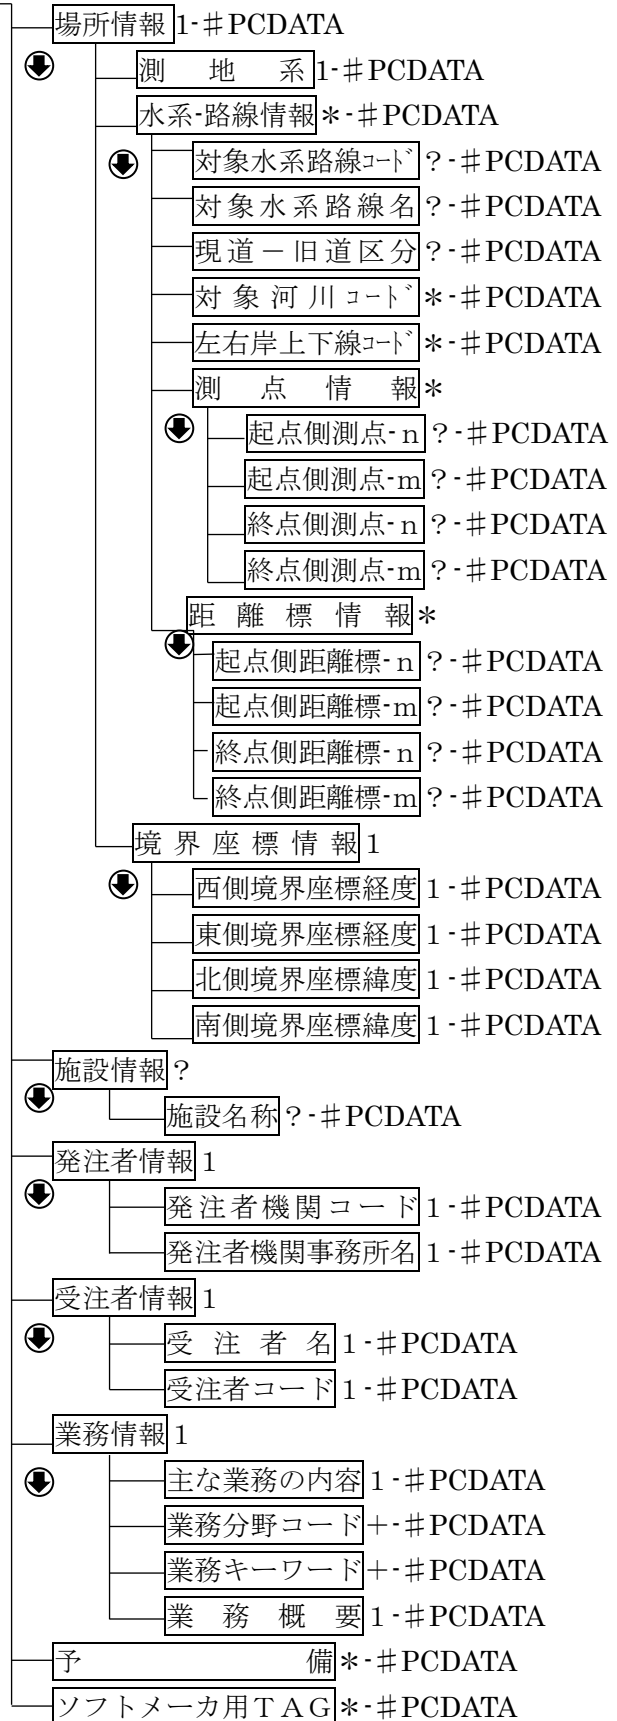 場所情報1-♯PCDATA
測地系1-♯PCDATA
水系-路線情報＊-♯PCDATA
対象水系路線ｺｰﾄﾞ？-♯PCDATA
対象水系路線名？-♯PCDATA
現道－旧道区分？-♯PCDATA
対象河川ｺｰﾄﾞ＊-♯PCDATA
左右岸上下線ｺｰﾄﾞ＊-♯PCDATA
測点情報＊
起点側測点-ｎ？-♯PCDATA
起点側測点-ｍ？-♯PCDATA
終点側測点-ｎ？-♯PCDATA
終点側測点-ｍ？-♯PCDATA
距離標情報＊
起点側距離標-ｎ？-♯PCDATA
起点側距離標-ｍ？-♯PCDATA
終点側距離標-ｎ？-♯PCDATA
終点側距離標-ｍ？-♯PCDATA
境界座標情報1
西側境界座標経度１-♯PCDATA
東側境界座標経度１-♯PCDATA
北側境界座標緯度１-♯PCDATA
南側境界座標緯度１-♯PCDATA
施設情報？
施設名称？-♯PCDATA
発注者情報１
発注者機関コード１-♯PCDATA
発注者機関事務所名１-♯PCDATA
受注者情報１
受注者名１-♯PCDATA
受注者コード１-♯PCDATA
業務情報１
主な業務の内容１-♯PCDATA
業務分野コード＋-♯PCDATA
業務キーワード＋-♯PCDATA
業務概要１-♯PCDATA
予備＊-♯PCDATA
ソフトメーカ用ＴＡＧ＊-♯PCDATA